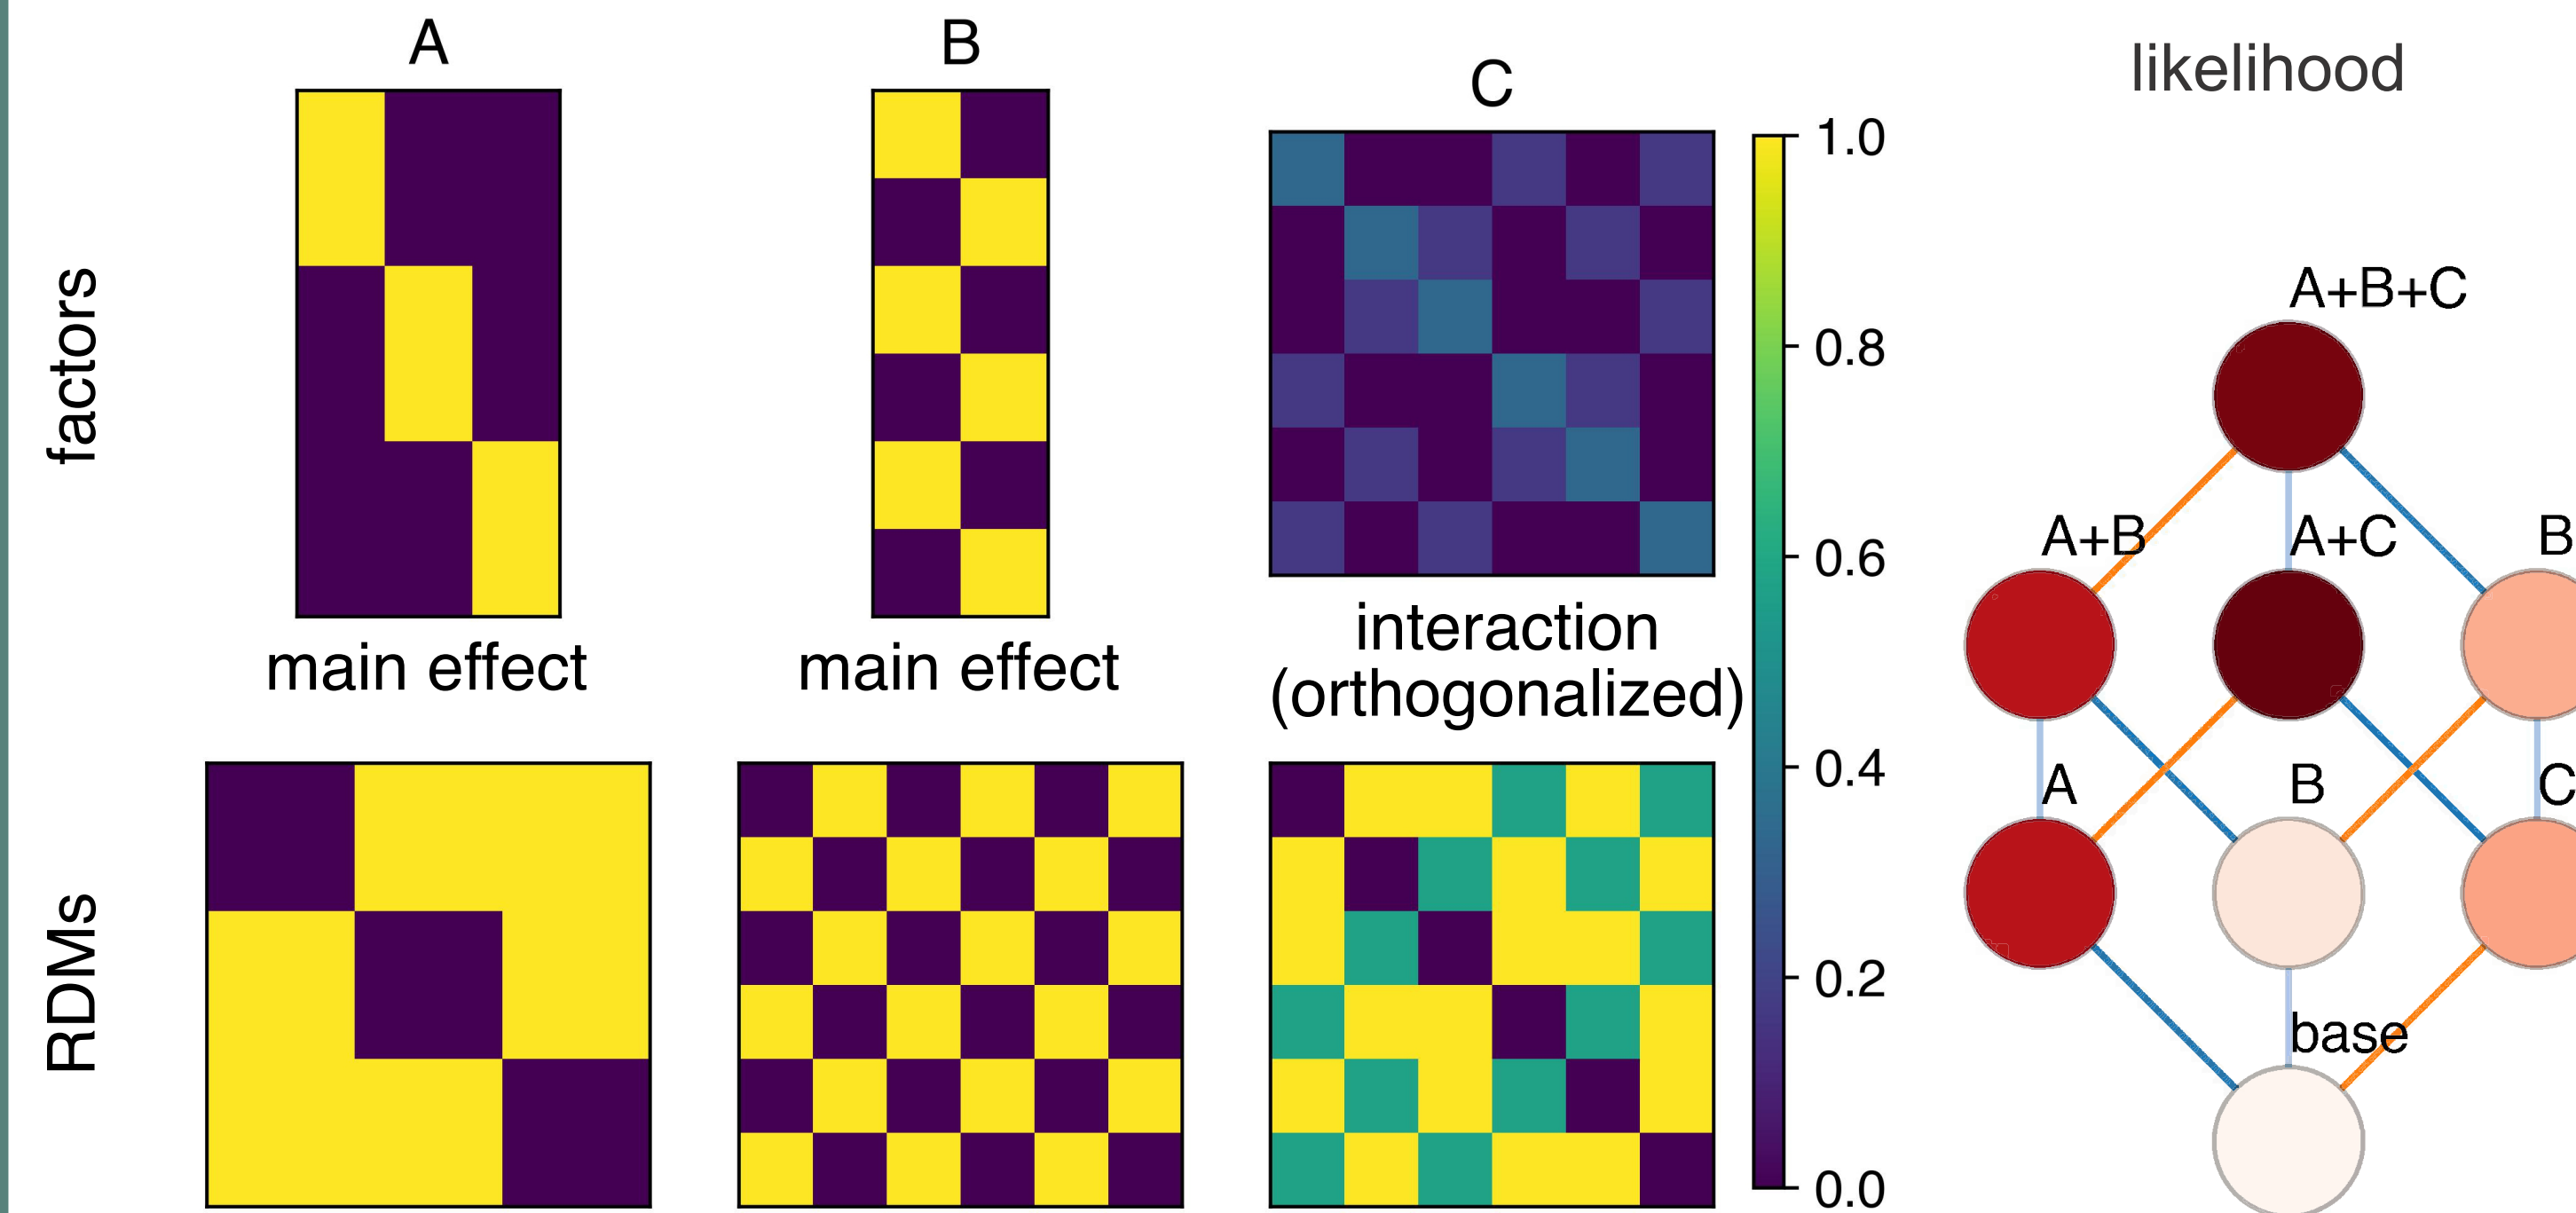 A
B
C
likelihood
factors
main effect
main effect
interaction
(orthogonalized)
RDMs
1.0
0.8
0.6
0.4
0.2
0.0
A+B+C
A+B
A+C
B
A
B
C
base